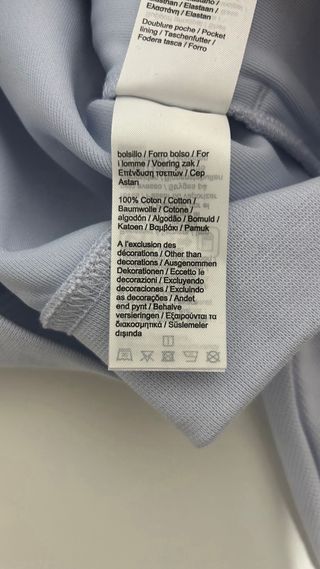 Ελαστάνη / Elastan
Doublure poche / Pocket
lining / Taschenfutter /
Fodera tasca / Forro
bolsillo / Forro bolso / For
i lomme / Voering zak /
Επένδυση τσεπών / Cep
Astarı
100% Coton / Cotton /
Baumwolle / Cotone /
algodón / Algodão / Bomuld /
Katoen / Βαμβάκι / Pamuk
A l'exclusion des
décorations / Other than
decorations / Ausgenommen
Dekorationen / Eccetto le
decorazioni / Excluyendo
decoraciones / Excluindo
as decorações / Andet
end pynt / Behalve
versieringen / Εξαιρούνται τα
διακοσμητικά / Süslemeler
dışında